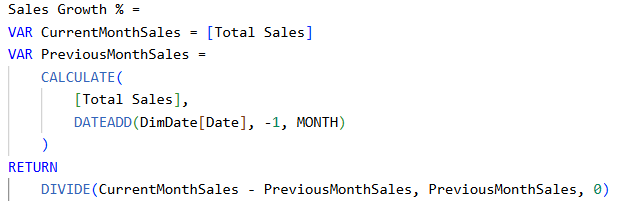 Sales Growth % =
VAR CurrentMonthSales = [Total Sales]
VAR PreviousMonthSales =
    CALCULATE(
        [Total Sales],
        DATEADD(DimDate[Date], -1, MONTH)
    )
RETURN
    DIVIDE(CurrentMonthSales - PreviousMonthSales, PreviousMonthSales, 0)